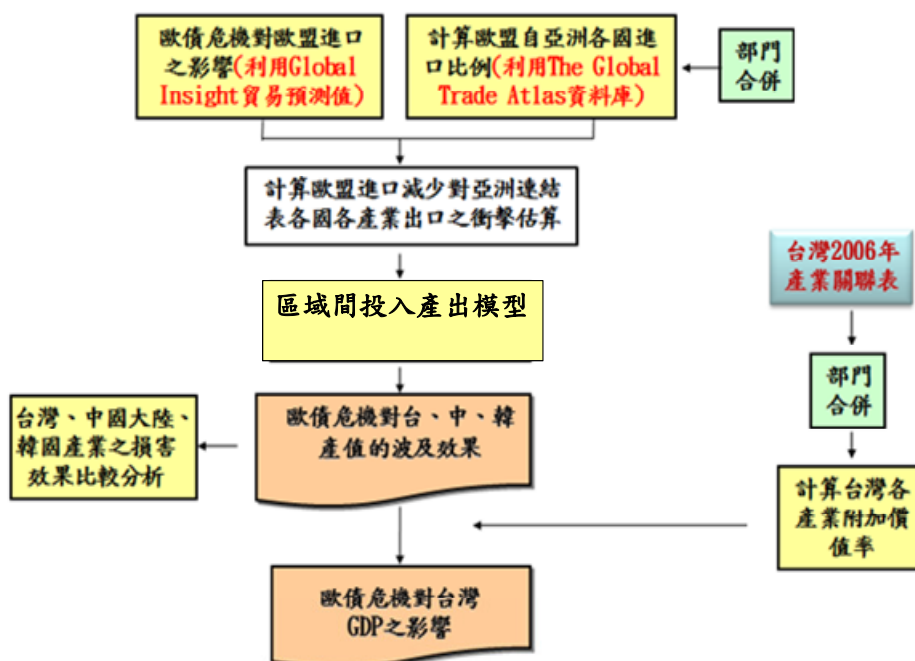 歐債危機對歐盟進口
之影響(利用Global
Insight貿易預測值)
計算歐盟自亞洲各國進
口比例(利用The Global
Trade Atlas資料庫)
部門
合併
計算歐盟進口減少對亞洲連結
表各國各產業出口之衝擊估算
台灣2006年
產業關聯表
區域間投入產出模型
部門
合併
台灣、中國大陸、
韓國產業之損害
效果比較分析
歐債危機對台、中、韓
產值的波及效果
計算台灣各
產業附加價
值率
歐債危機對台灣
GDP之影響